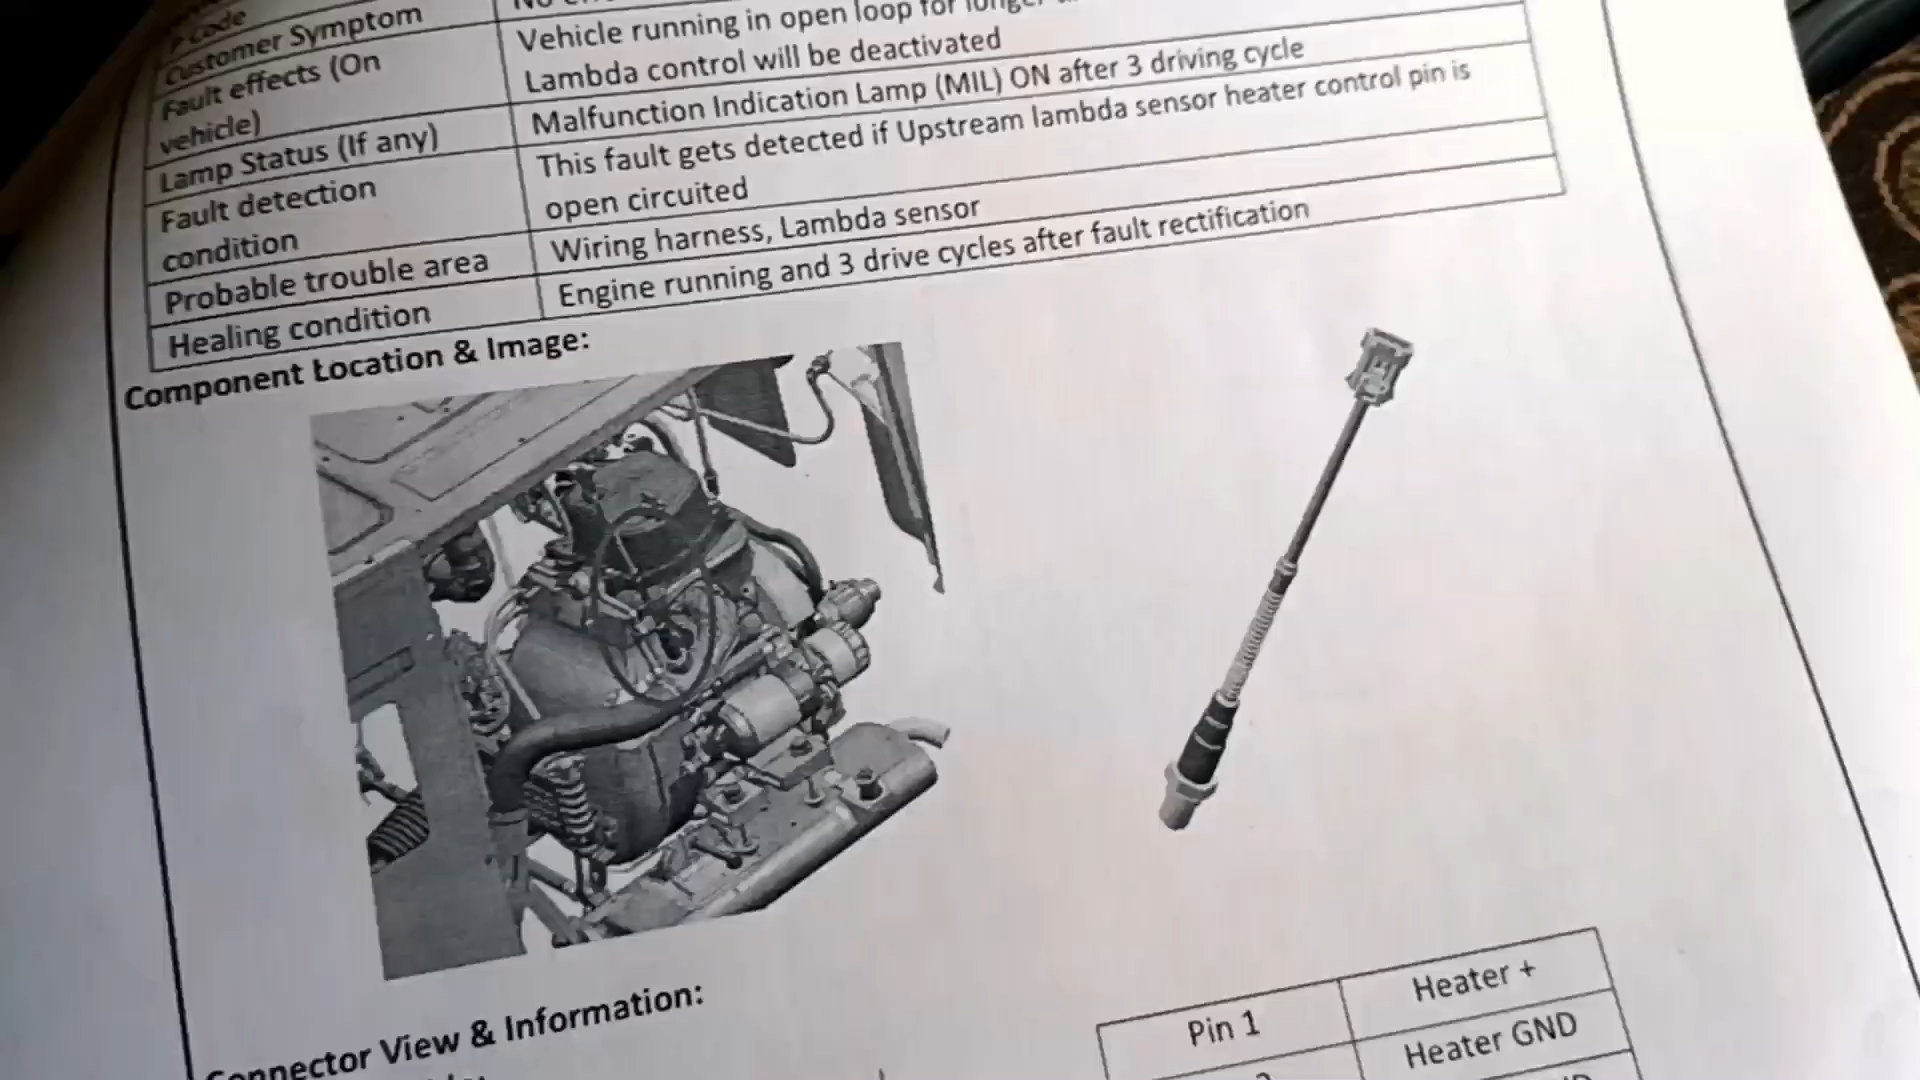 code
Customer Symptom
Fault effects (On vehicle)
Vehicle running in open loop for longer
Lambda control will be deactivated
Lamp Status (If any)
Malfunction Indication Lamp (MIL) ON after 3 driving cycle
Fault detection condition
This fault gets detected if Upstream lambda sensor heater control pin is
open circuited
Probable trouble area
Wiring harness, Lambda sensor
Healing condition
Engine running and 3 drive cycles after fault rectification
Component Location & Image:
Connector View & Information:
Pin 1
Heater +
Heater GND